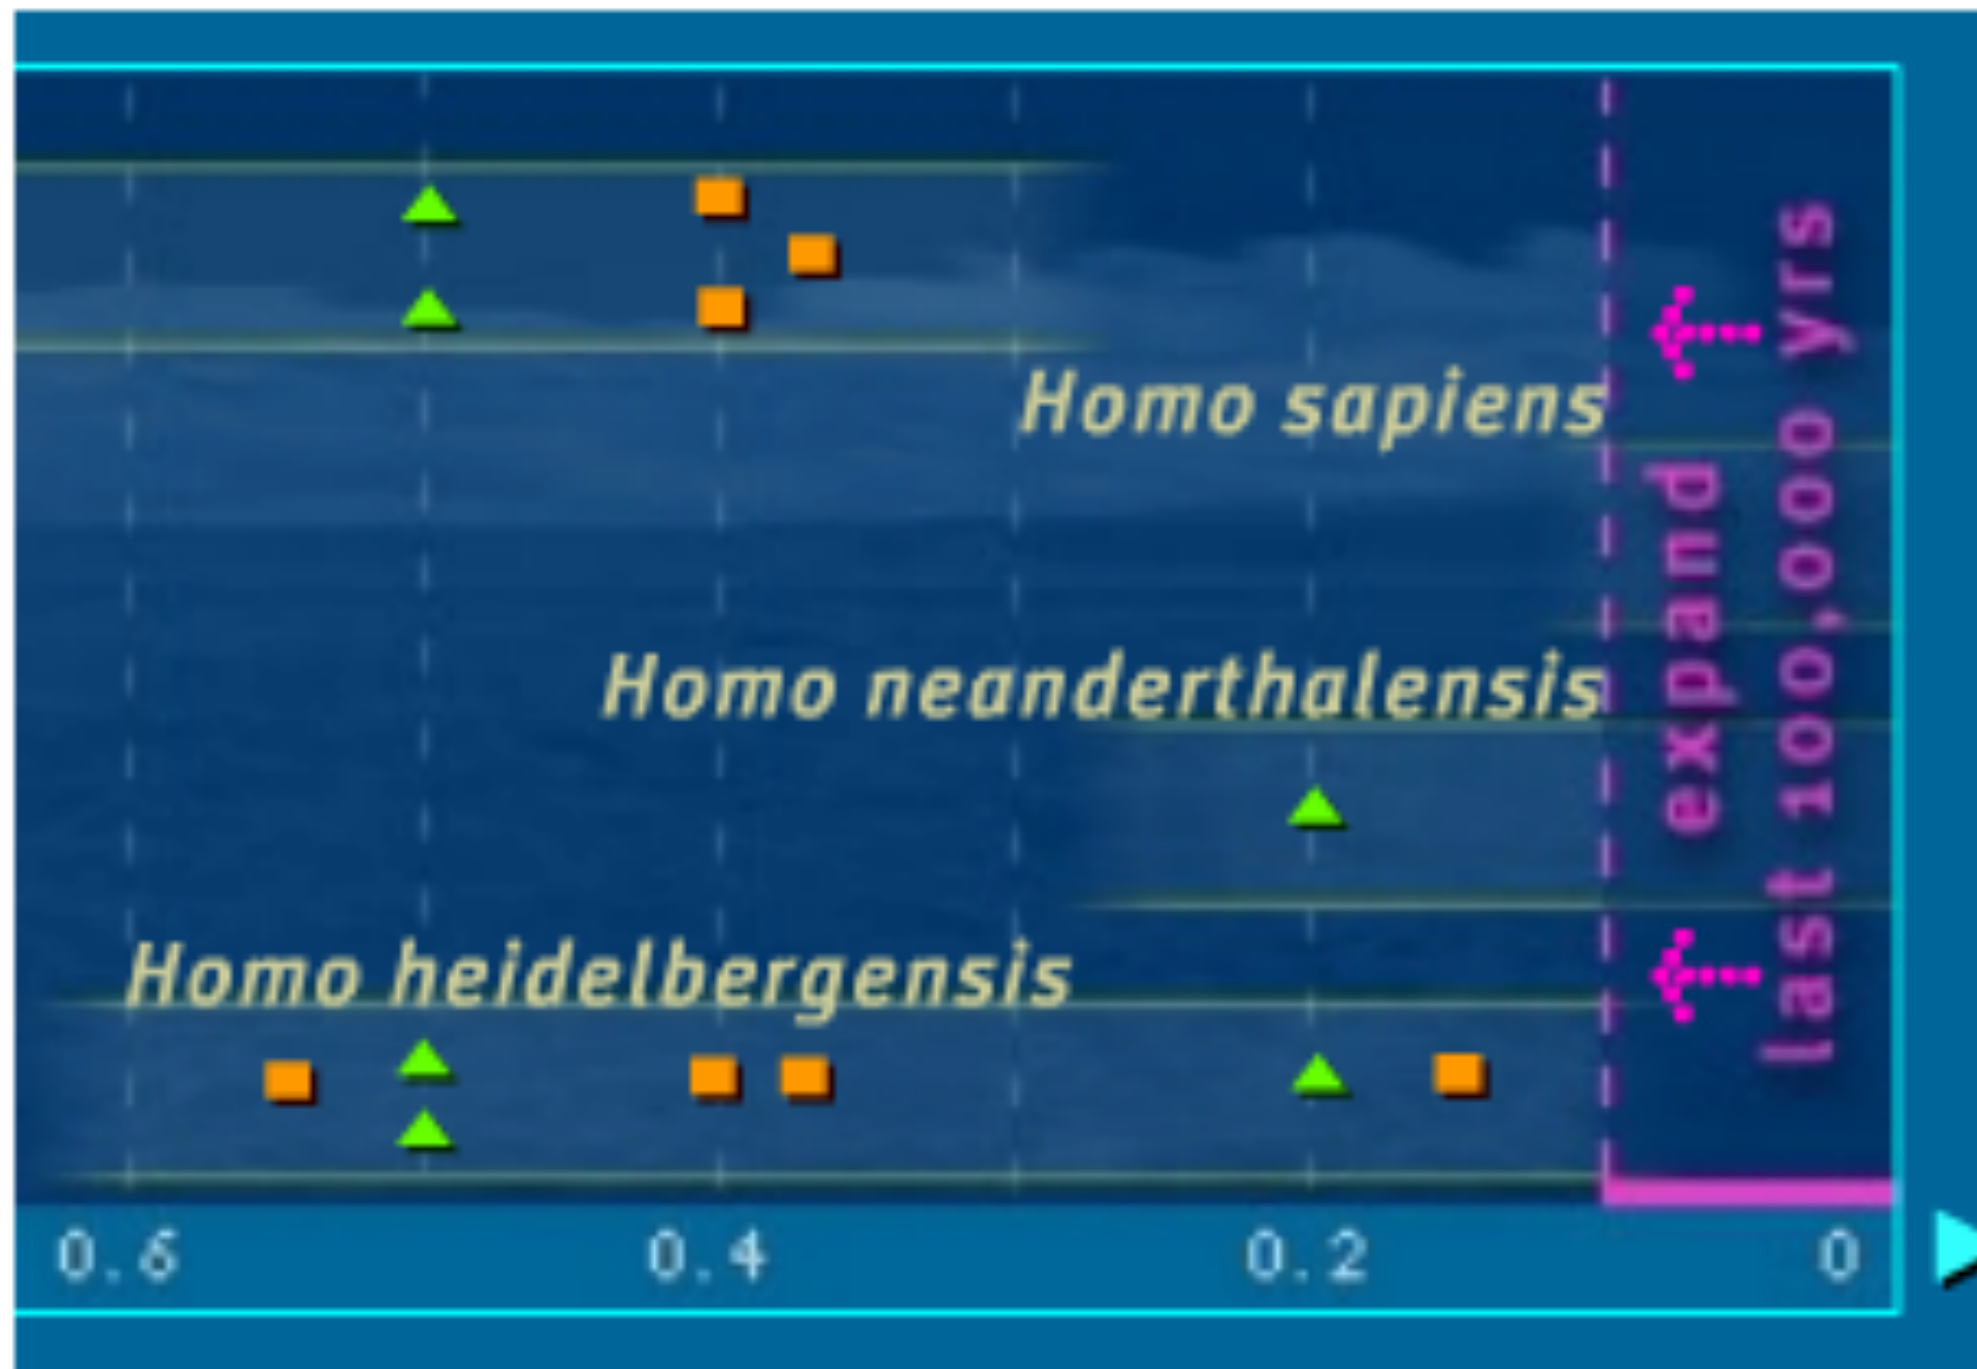 Homo sapiens
Homo neanderthalensis
Homo heidelbergensis
expand
last 100,000 yrs
0.6 0.4 0.2 0